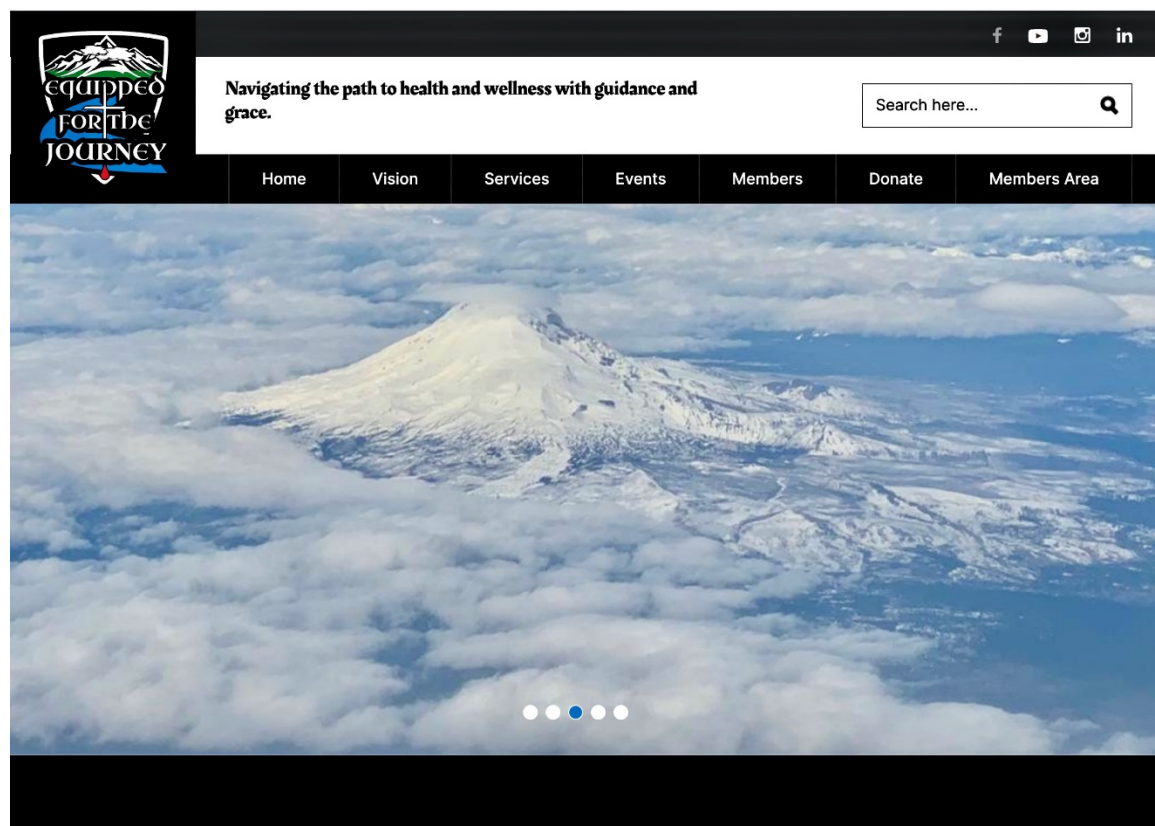 EQUIPPED
FOR THE
JOURNEY
Navigating the path to health and wellness with guidance and
grace.
Search here...
Home Vision Services Events Members Donate Members Area